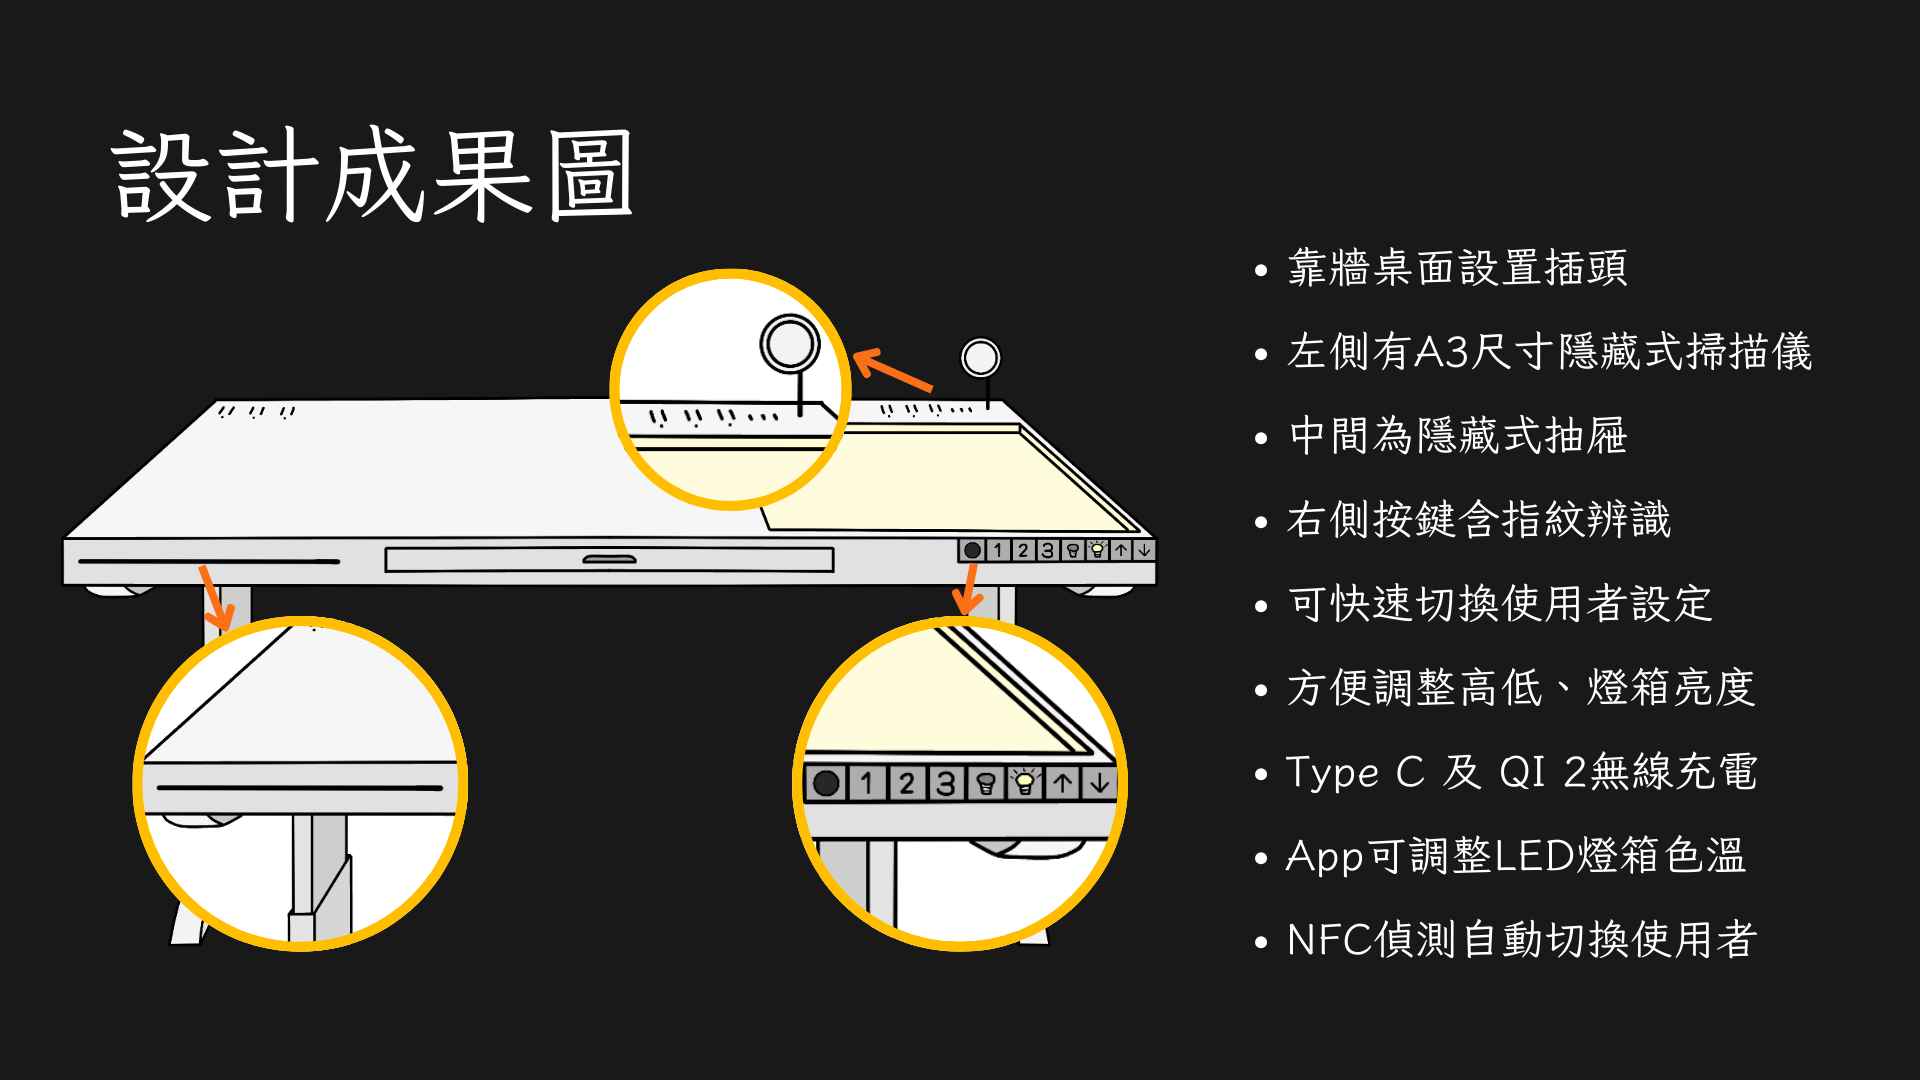 設計成果圖
靠牆桌面設置插頭
左側有A3尺寸隱藏式掃描儀
中間為隱藏式抽屜
右側按鍵含指紋辨識
可快速切換使用者設定
方便調整高低、燈箱亮度
Type C 及 QI 2無線充電
App可調整LED燈箱色溫
NFC偵測自動切換使用者
1 2 3 ↑ ↓
1 2 3 ↑ ↓